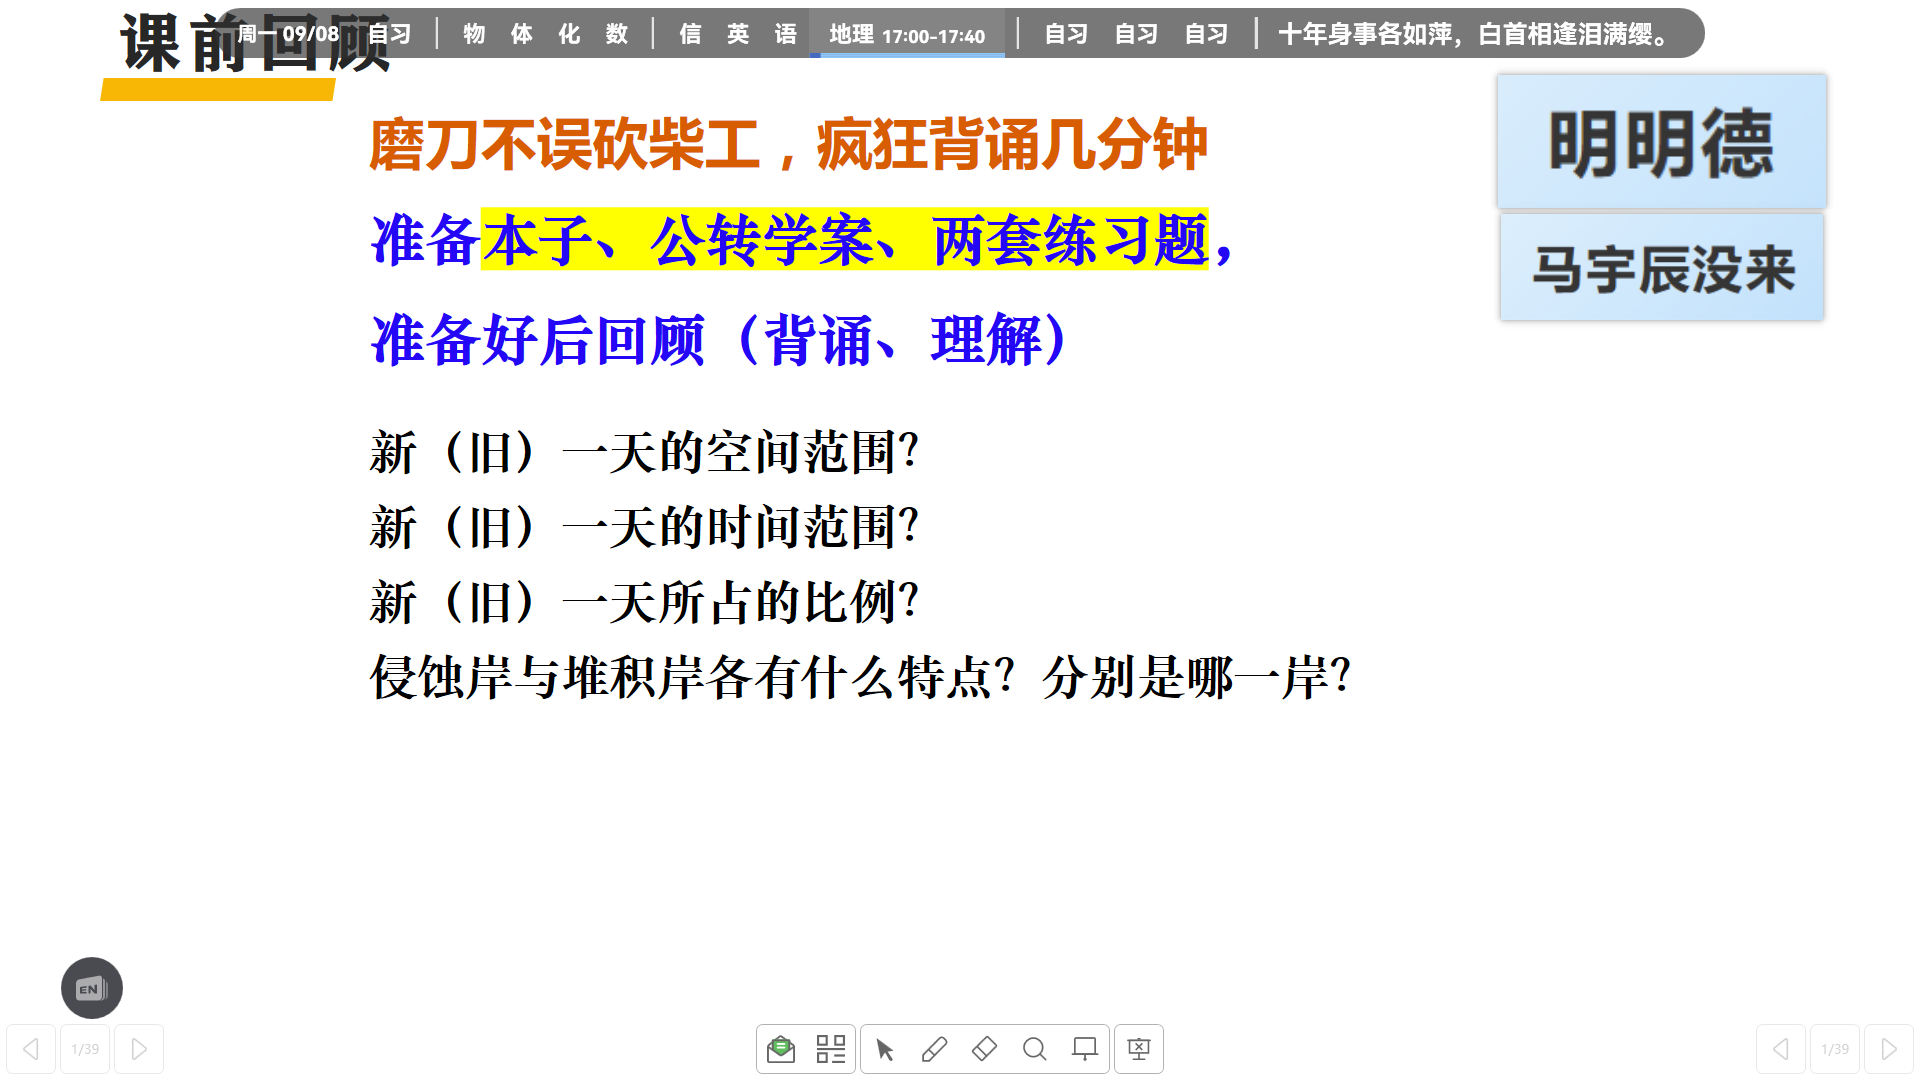 课前回顾
周一 09/08 自习 物 体 化 数 信 英 语 地理 17:00-17:40 自习 自习 自习 十年身事各如萍，白首相逢泪满缨。
磨刀不误砍柴工，疯狂背诵几分钟
明明德
准备本子、公转学案、两套练习题，
马宇辰没来
准备好后回顾（背诵、理解）
新（旧）一天的空间范围？
新（旧）一天的时间范围？
新（旧）一天所占的比例？
侵蚀岸与堆积岸各有什么特点？分别是哪一岸？
EN
1/39
1/39